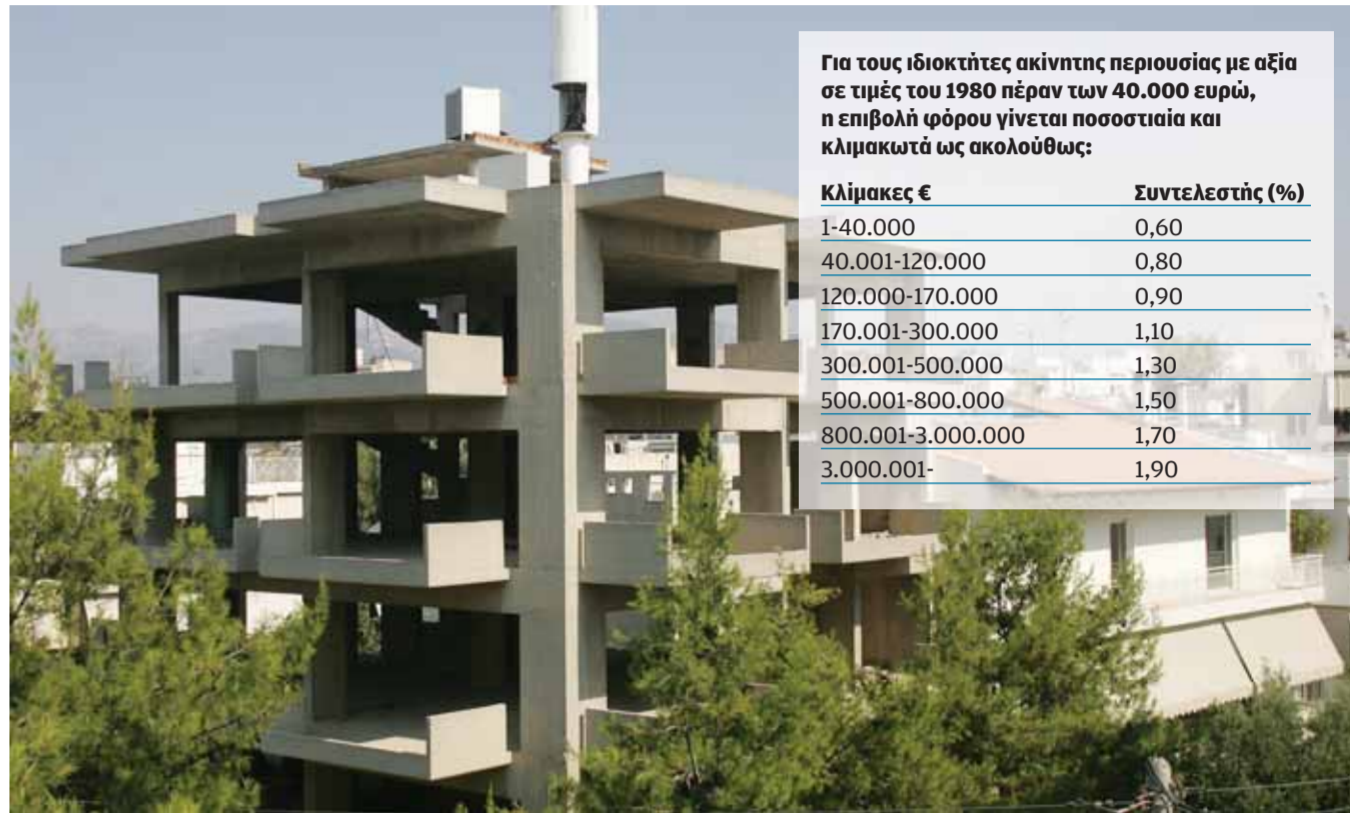 Για τους ιδιοκτήτες ακίνητης περιουσίας με αξία
σε τιμές του 1980 πέραν των 40.000 ευρώ,
η επιβολή φόρου γίνεται ποσοστιαία και
κλιμακωτά ως ακολούθως:
Κλίμακες € Συντελεστής (%)
1-40.000 0,60
40.001-120.000 0,80
120.000-170.000 0,90
170.001-300.000 1,10
300.001-500.000 1,30
500.001-800.000 1,50
800.001-3.000.000 1,70
3.000.001- 1,90